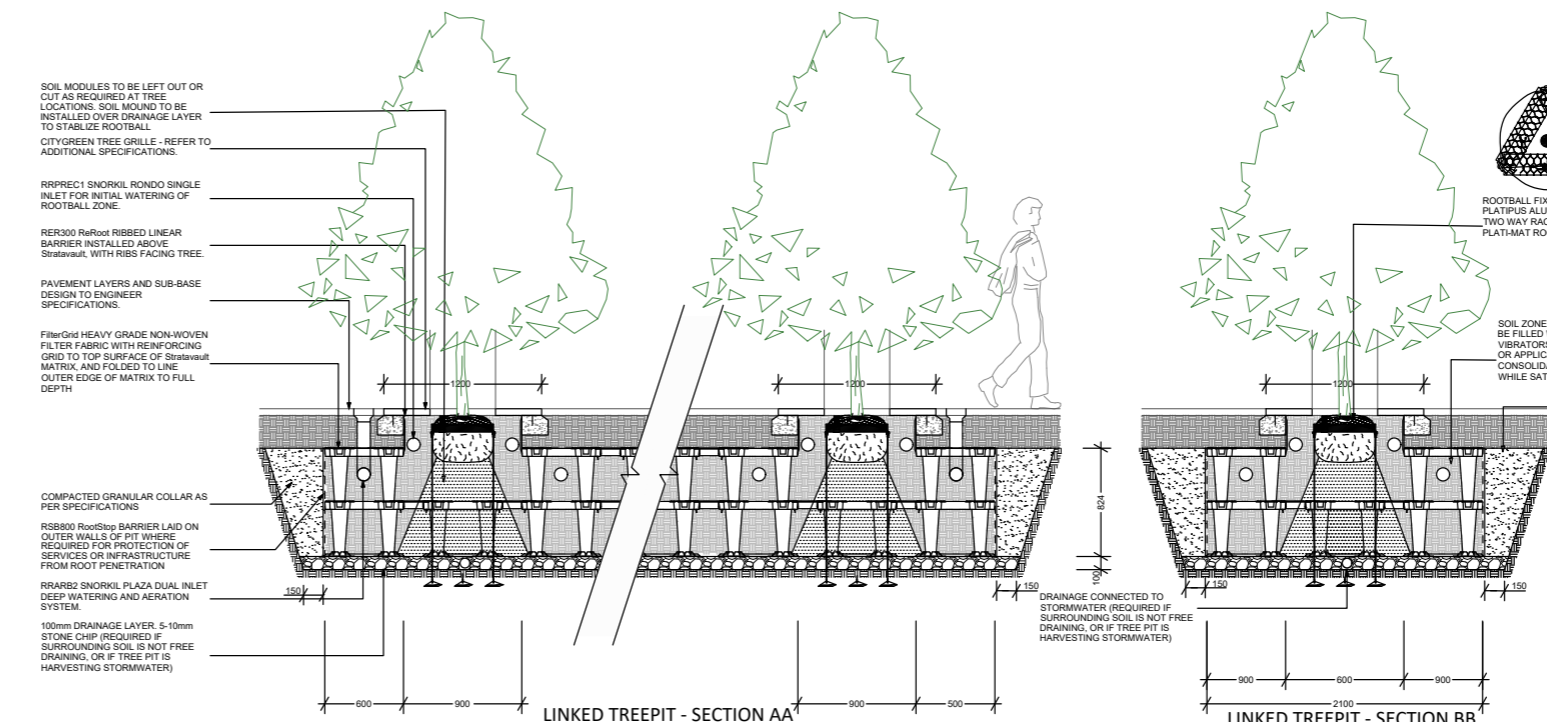 SOIL MODULES TO BE LEFT OUT OR
CUT AS REQUIRED AT TREE
LOCATIONS. SOIL MOUND TO BE
INSTALLED OVER DRAINAGE LAYER
TO STABLIZE ROOTBALL
CITYGREEN TREE GRILLE - REFER TO
ADDITIONAL SPECIFICATIONS.
RRPREC1 SNORKIL RONDO SINGLE
INLET FOR INITIAL WATERING OF
ROOTBALL ZONE.
RER300 ReRoot RIBBED LINEAR
BARRIER INSTALLED ABOVE
Stratavault, WITH RIBS FACING TREE.
PAVEMENT LAYERS AND SUB-BASE
DESIGN TO ENGINEER
SPECIFICATIONS.
FilterGrid HEAVY GRADE NON-WOVEN
FILTER FABRIC WITH REINFORCING
GRID TO TOP SURFACE OF Stratavault
MATRIX, AND FOLDED TO LINE
OUTER EDGE OF MATRIX TO FULL
DEPTH
COMPACTED GRANULAR COLLAR AS
PER SPECIFICATIONS
RSB800 RootStop BARRIER LAID ON
OUTER WALLS OF PIT WHERE
REQUIRED FOR PROTECTION OF
SERVICES OR INFRASTRUCTURE
FROM ROOT PENETRATION
RRARB2 SNORKIL PLAZA DUAL INLET
DEEP WATERING AND AERATION
SYSTEM.
100mm DRAINAGE LAYER. 5-10mm
STONE CHIP (REQUIRED IF
SURROUNDING SOIL IS NOT FREE
DRAINING, OR IF TREE PIT IS
HARVESTING STORMWATER)
1200
1200
150
150
600
900
900
500
LINKED TREEPIT - SECTION AA
824
100
DRAINAGE CONNECTED TO
STORMWATER (REQUIRED IF
SURROUNDING SOIL IS NOT FREE
DRAINING, OR IF TREE PIT IS
HARVESTING STORMWATER)
ROOTBALL FIX
PLATIPUS ALU
TWO WAY RAC
PLATI-MAT RO
SOIL ZONE
BE FILLED
VIBRATORS
OR APPLIC
CONSOLIDA
WHILE SAT
1200
150
150
900
600
900
2100
LINKED TREEPIT - SECTION BB